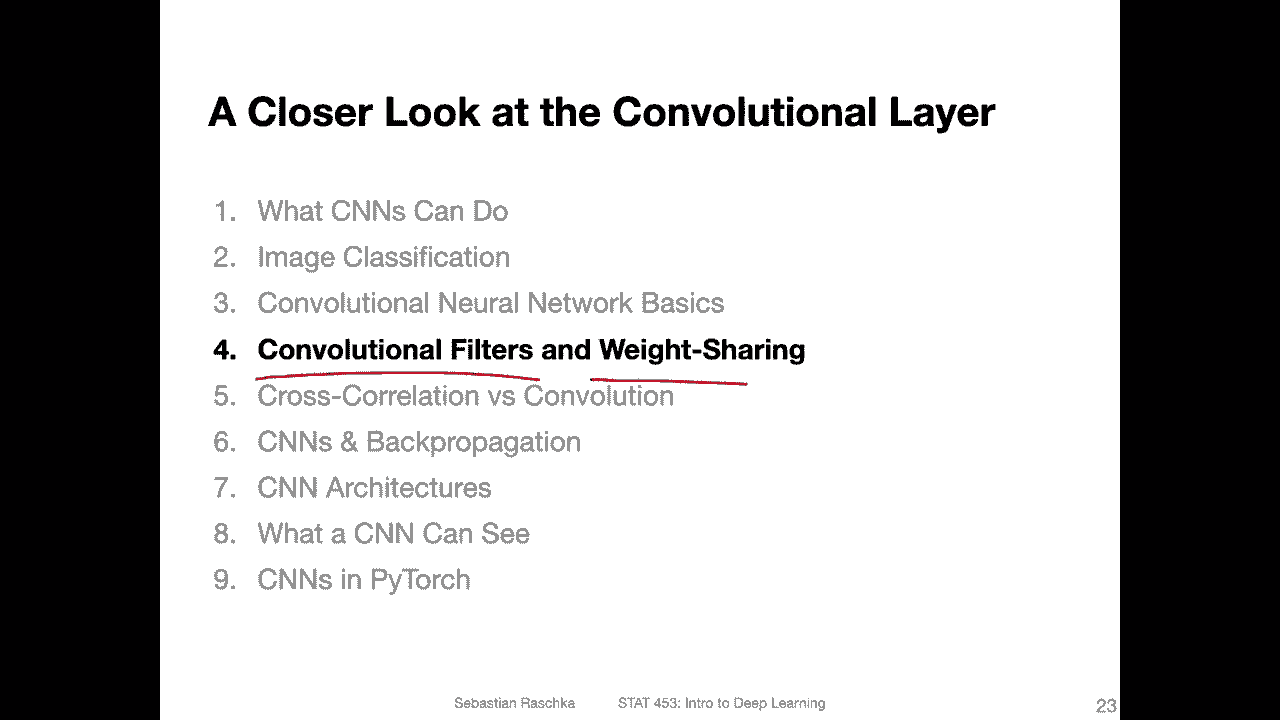 A Closer Look at the Convolutional Layer
1. What CNNs Can Do
2. Image Classification
3. Convolutional Neural Network Basics
4. Convolutional Filters and Weight-Sharing
5. Cross-Correlation vs Convolution
6. CNNs & Backpropagation
7. CNN Architectures
8. What a CNN Can See
9. CNNs in PyTorch
Sebastian Raschka STAT 453: Intro to Deep Learning 23